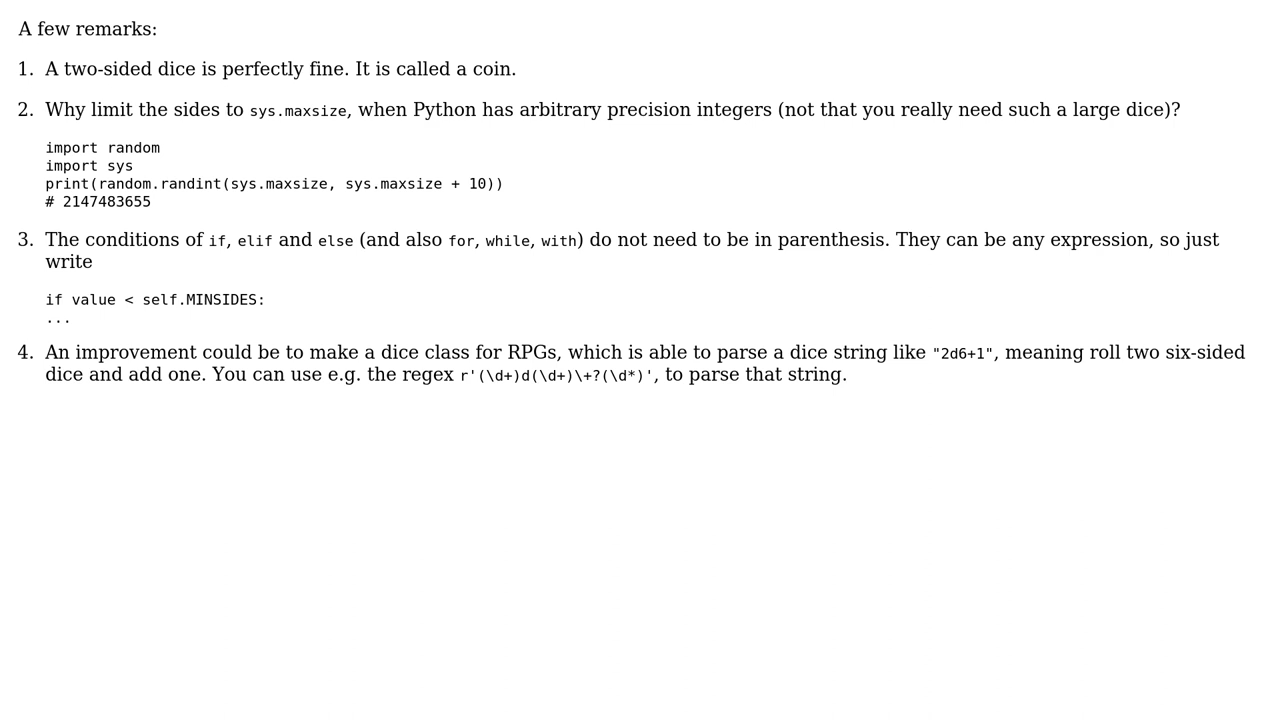 A few remarks:
1. A two-sided dice is perfectly fine. It is called a coin.
2. Why limit the sides to sys.maxsize, when Python has arbitrary precision integers (not that you really need such a large dice)?
import random
import sys
print(random.randint(sys.maxsize, sys.maxsize + 10))
# 2147483655
3. The conditions of if, elif and else (and also for, while, with) do not need to be in parenthesis. They can be any expression, so just
write
if value < self.MINSIDES:
...
4. An improvement could be to make a dice class for RPGs, which is able to parse a dice string like "2d6+1", meaning roll two six-sided
dice and add one. You can use e.g. the regex r'(\d+)d(\d+)\+?(\d*)', to parse that string.